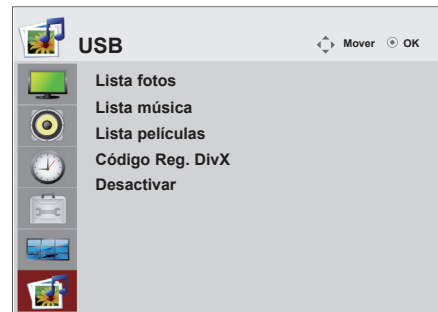 USB Mover OK
Lista fotos
Lista música
Lista películas
Código Reg. DivX
Desactivar